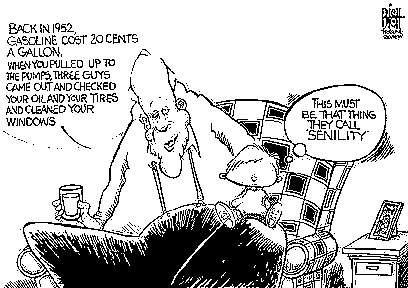 BACK IN 1952,
GASOLINE COST 20 CENTS
A GALLON.
WHEN YOU PULLED UP TO
THE PUMPS, THREE GUYS
CAME OUT AND CHECKED
YOUR OIL AND YOUR TIRES
AND CLEANED YOUR
WINDOWS
THIS MUST
BE THAT THING
THEY CALL
SENILITY